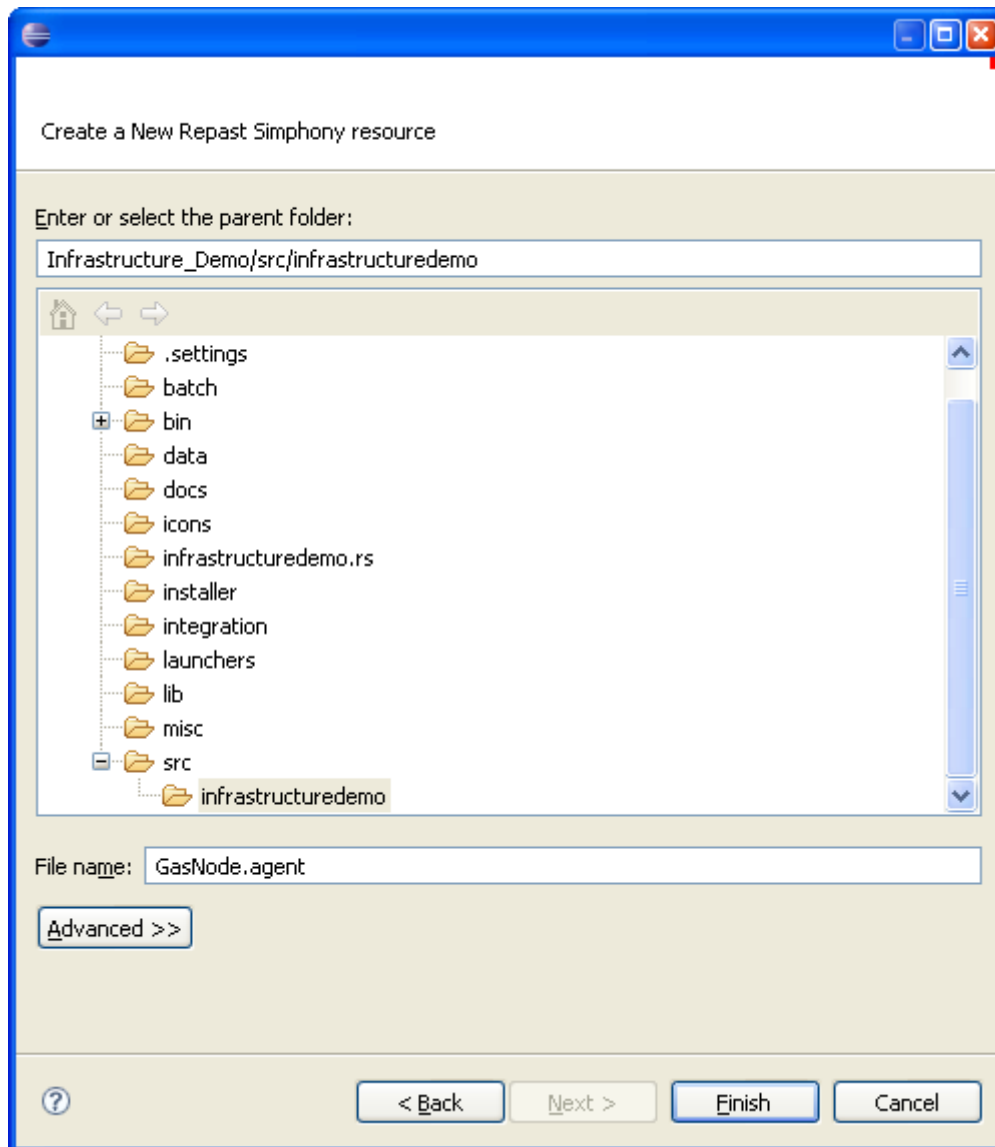 Create a New Repast Simphony resource
Enter or select the parent folder:
Infrastructure_Demo/src/infrastructuredemo
.settings
batch
bin
data
docs
icons
infrastructuredemo.rs
installer
integration
launchers
lib
misc
src
infrastructuredemo
File name: GasNode.agent
Advanced >>
< Back Next > Finish Cancel